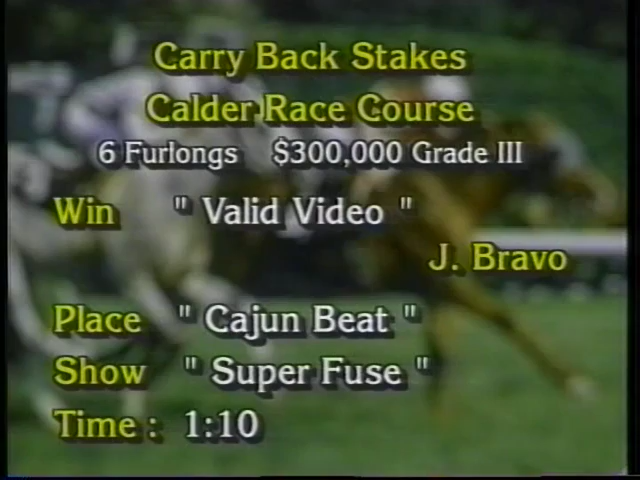 Carry Back Stakes
Calder Race Course
6 Furlongs $300,000 Grade III
Win " Valid Video "
J. Bravo
Place " Cajun Beat "
Show " Super Fuse "
Time : 1:10